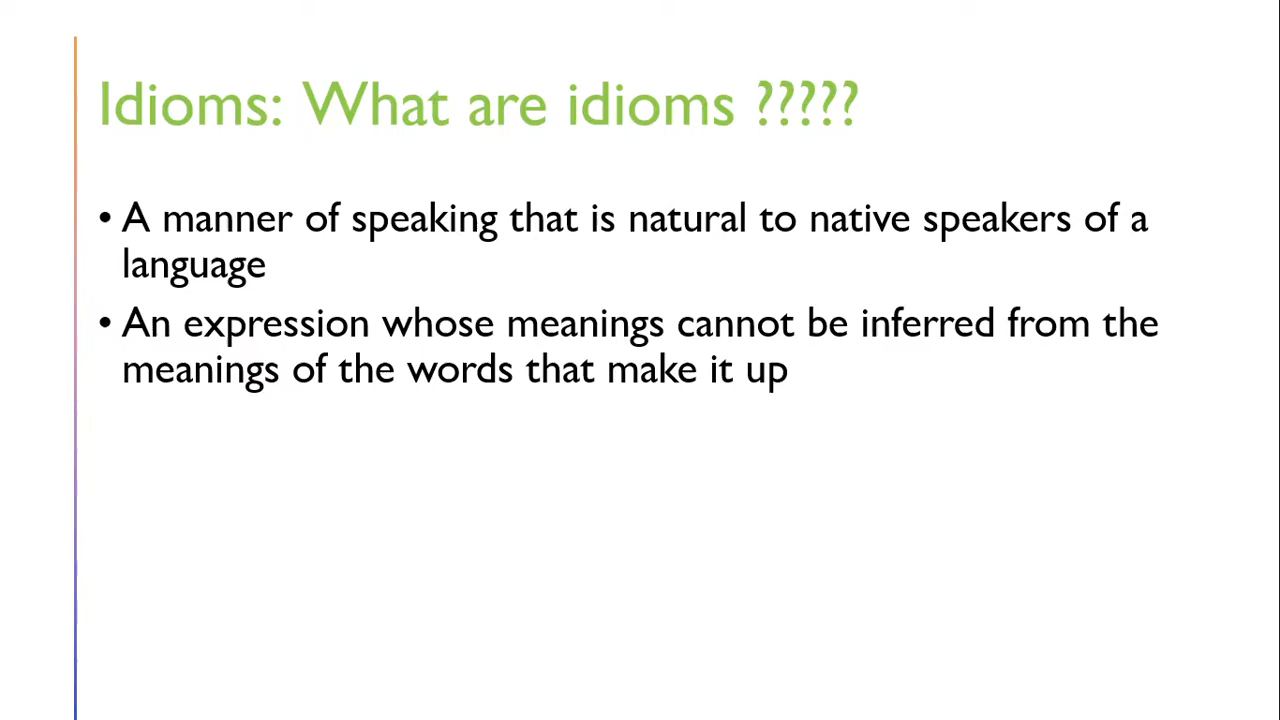 Idioms: What are idioms ?????
• A manner of speaking that is natural to native speakers of a
language
• An expression whose meanings cannot be inferred from the
meanings of the words that make it up